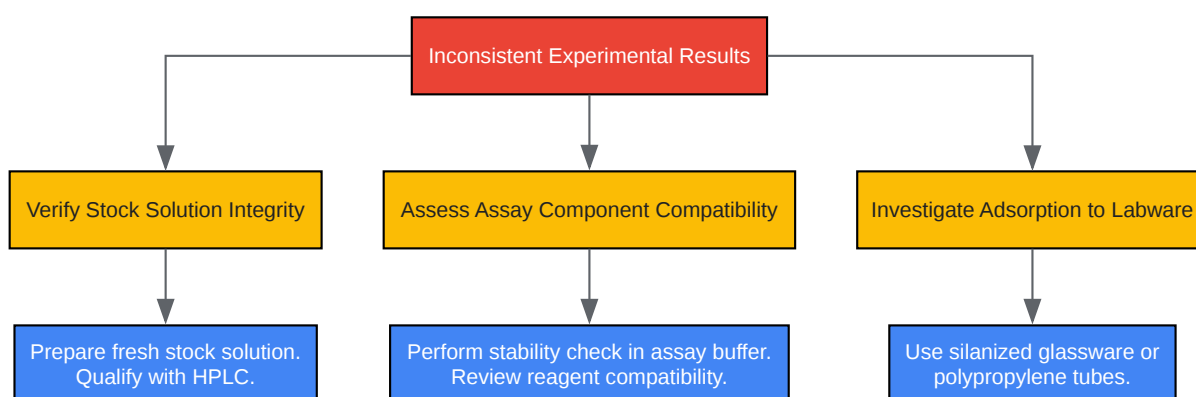 Inconsistent Experimental Results
Verify Stock Solution Integrity
Assess Assay Component Compatibility
Investigate Adsorption to Labware
Prepare fresh stock solution.
Qualify with HPLC.
Perform stability check in assay buffer.
Review reagent compatibility.
Use silanized glassware or
polypropylene tubes.